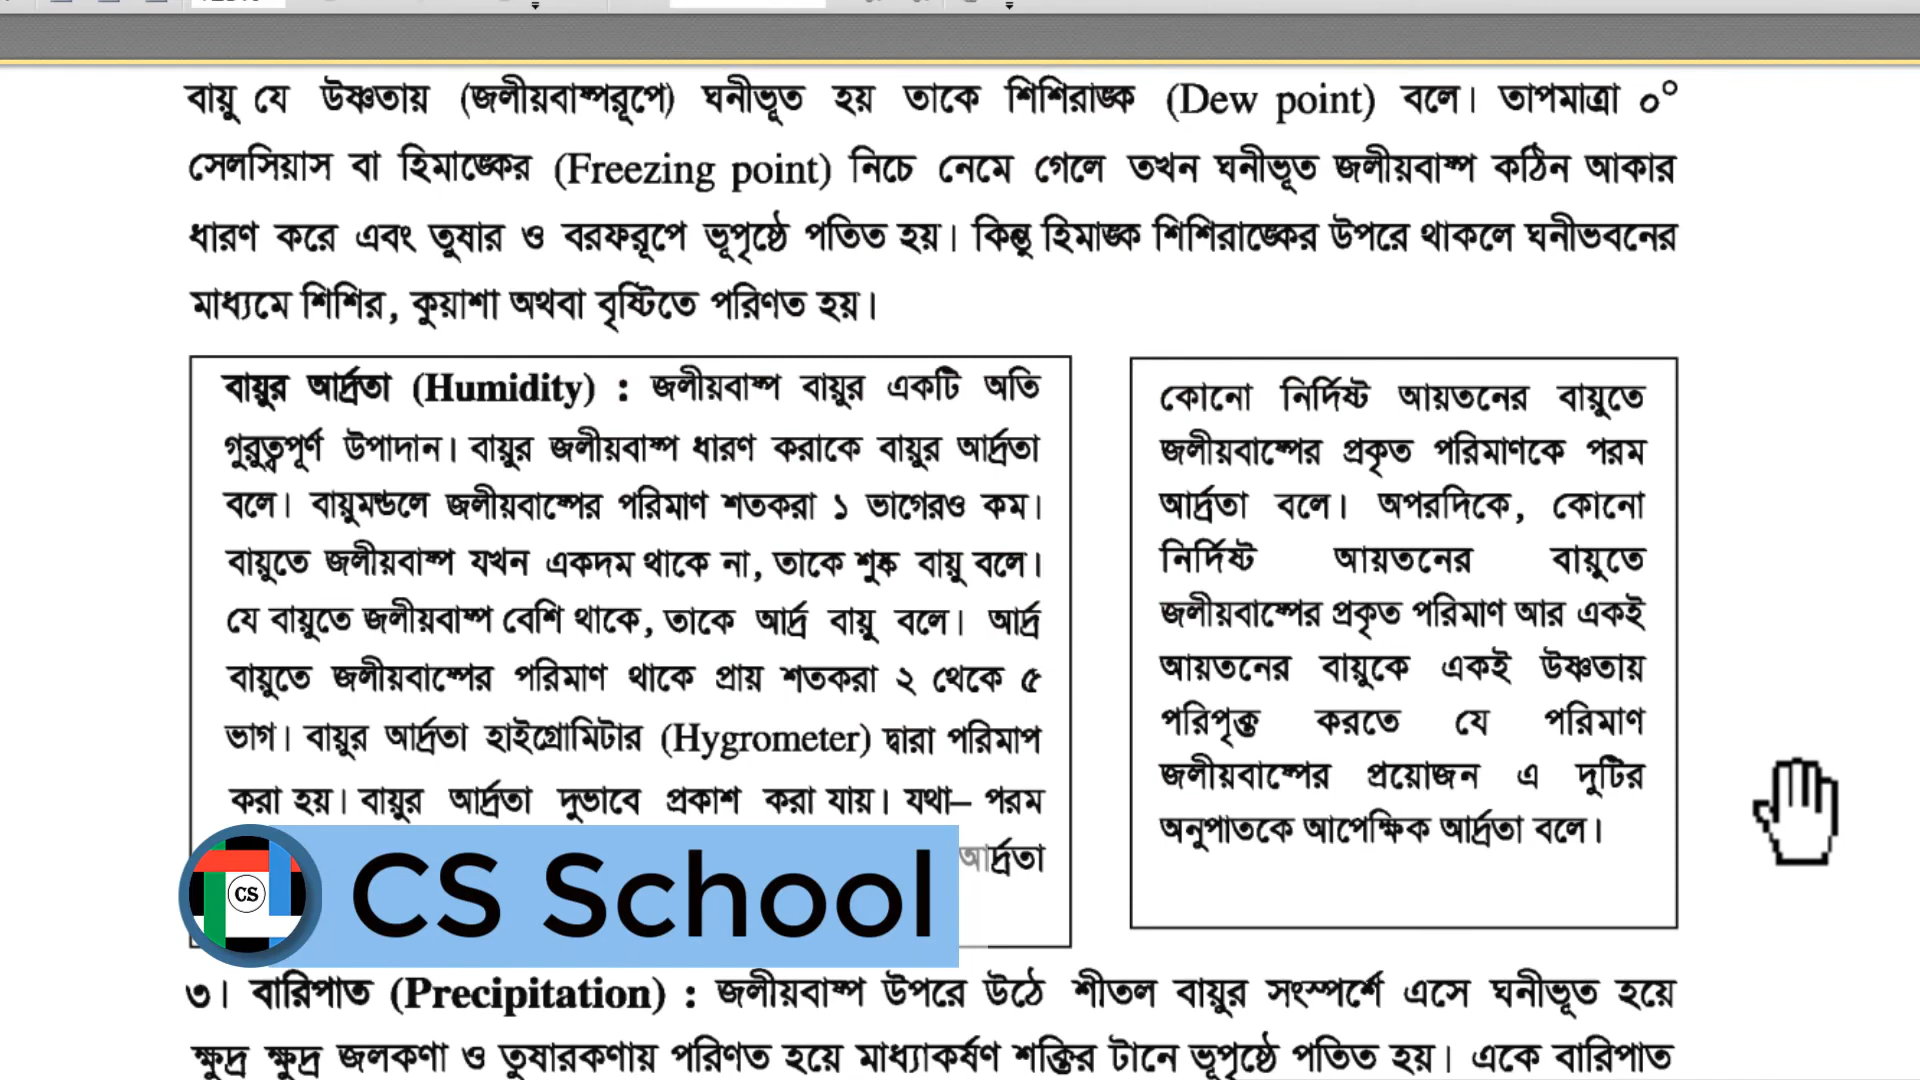 বায়ু যে উষ্ণতায় (জলীয়বাষ্পরূপে) ঘনীভূত হয় তাকে শিশিরাঙ্ক (Dew point) বলে। তাপমাত্রা ০°
সেলসিয়াস বা হিমাঙ্কের (Freezing point) নিচে নেমে গেলে তখন ঘনীভূত জলীয়বাষ্প কঠিন আকার
ধারণ করে এবং তুষার ও বরফরূপে ভূপৃষ্ঠে পতিত হয়। কিন্তু হিমাঙ্ক শিশিরাঙ্কের উপরে থাকলে ঘনীভবনের
মাধ্যমে শিশির, কুয়াশা অথবা বৃষ্টিতে পরিণত হয়।
বায়ুর আর্দ্রতা (Humidity) : জলীয়বাষ্প বায়ুর একটি অতি
গুরুত্বপূর্ণ উপাদান। বায়ুর জলীয়বাষ্প ধারণ করাকে বায়ুর আর্দ্রতা
বলে। বায়ুমন্ডলে জলীয়বাষ্পের পরিমাণ শতকরা ১ ভাগেরও কম।
বায়ুতে জলীয়বাষ্প যখন একদম থাকে না, তাকে শুষ্ক বায়ু বলে।
যে বায়ুতে জলীয়বাষ্প বেশি থাকে, তাকে আর্দ্র বায়ু বলে। আর্দ্র
বায়ুতে জলীয়বাষ্পের পরিমাণ থাকে প্রায় শতকরা ২ থেকে ৫
ভাগ। বায়ুর আর্দ্রতা হাইগ্রোমিটার (Hygrometer) দ্বারা পরিমাপ
করা হয়। বায়ুর আর্দ্রতা দুভাবে প্রকাশ করা যায়। যথা– পরম
আর্দ্রতা
CS CS School
কোনো নির্দিষ্ট আয়তনের বায়ুতে
জলীয়বাষ্পের প্রকৃত পরিমাণকে পরম
আর্দ্রতা বলে। অপরদিকে, কোনো
নির্দিষ্ট আয়তনের বায়ুতে
জলীয়বাষ্পের প্রকৃত পরিমাণ আর একই
আয়তনের বায়ুকে একই উষ্ণতায়
পরিপৃক্ত করতে যে পরিমাণ
জলীয়বাষ্পের প্রয়োজন এ দুটির
অনুপাতকে আপেক্ষিক আর্দ্রতা বলে।
৩। বারিপাত (Precipitation) : জলীয়বাষ্প উপরে উঠে শীতল বায়ুর সংস্পর্শে এসে ঘনীভূত হয়ে
ক্ষুদ্র ক্ষুদ্র জলকণা ও তুষারকণায় পরিণত হয়ে মাধ্যাকর্ষণ শক্তির টানে ভূপৃষ্ঠে পতিত হয়। একে বারিপাত